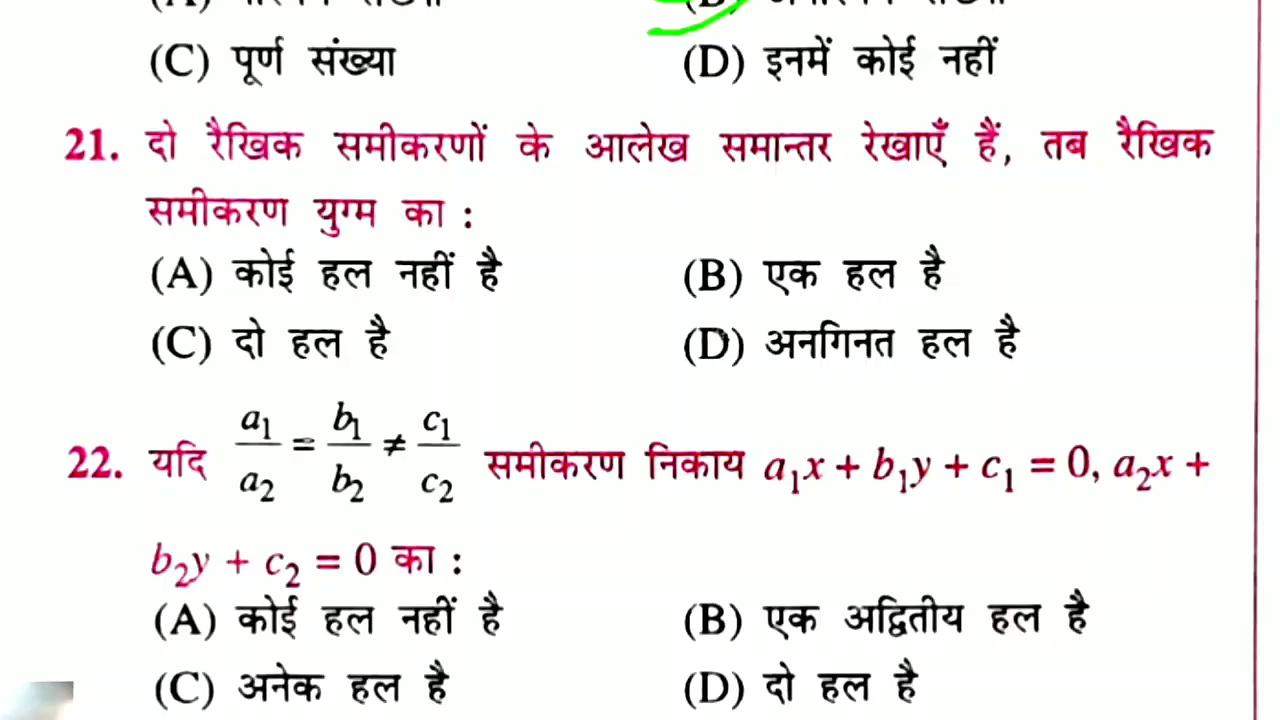 (C) पूर्ण संख्या (D) इनमें कोई नहीं
21. दो रैखिक समीकरणों के आलेख समान्तर रेखाएँ हैं, तब रैखिक
समीकरण युग्म का :
(A) कोई हल नहीं है (B) एक हल है
(C) दो हल है (D) अनगिनत हल है
22. यदि a₁/a₂ = b₁/b₂ ≠ c₁/c₂ समीकरण निकाय a₁x + b₁y + c₁ = 0, a₂x +
b₂y + c₂ = 0 का :
(A) कोई हल नहीं है (B) एक अद्वितीय हल है
(C) अनेक हल है (D) दो हल है